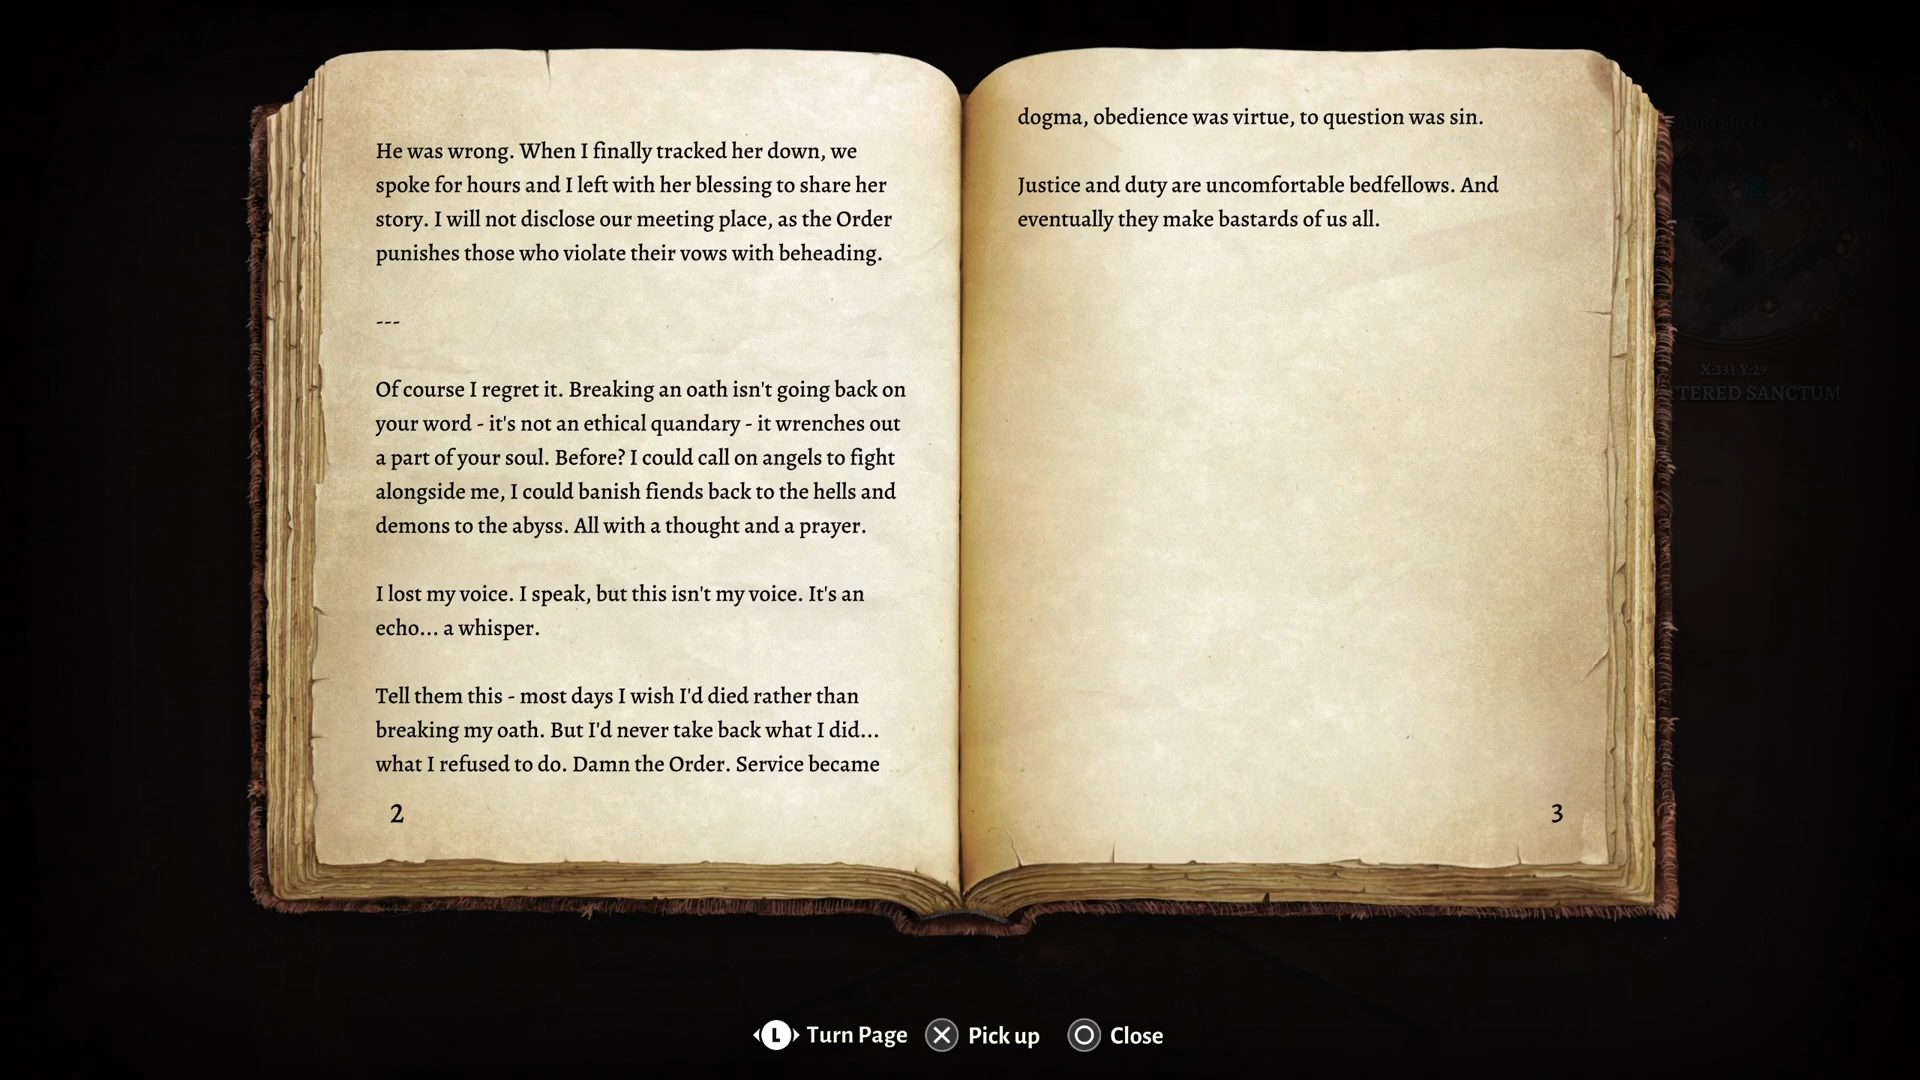 He was wrong. When I finally tracked her down, we
spoke for hours and I left with her blessing to share her
story. I will not disclose our meeting place, as the Order
punishes those who violate their vows with beheading.
---
Of course I regret it. Breaking an oath isn't going back on
your word - it's not an ethical quandary - it wrenches out
a part of your soul. Before? I could call on angels to fight
alongside me, I could banish fiends back to the hells and
demons to the abyss. All with a thought and a prayer.
I lost my voice. I speak, but this isn't my voice. It's an
echo... a whisper.
Tell them this - most days I wish I'd died rather than
breaking my oath. But I'd never take back what I did...
what I refused to do. Damn the Order. Service became
2
dogma, obedience was virtue, to question was sin.
Justice and duty are uncomfortable bedfellows. And
eventually they make bastards of us all.
3
X:331 Y:29
TERED SANCTUM
L Turn Page
Pick up
Close